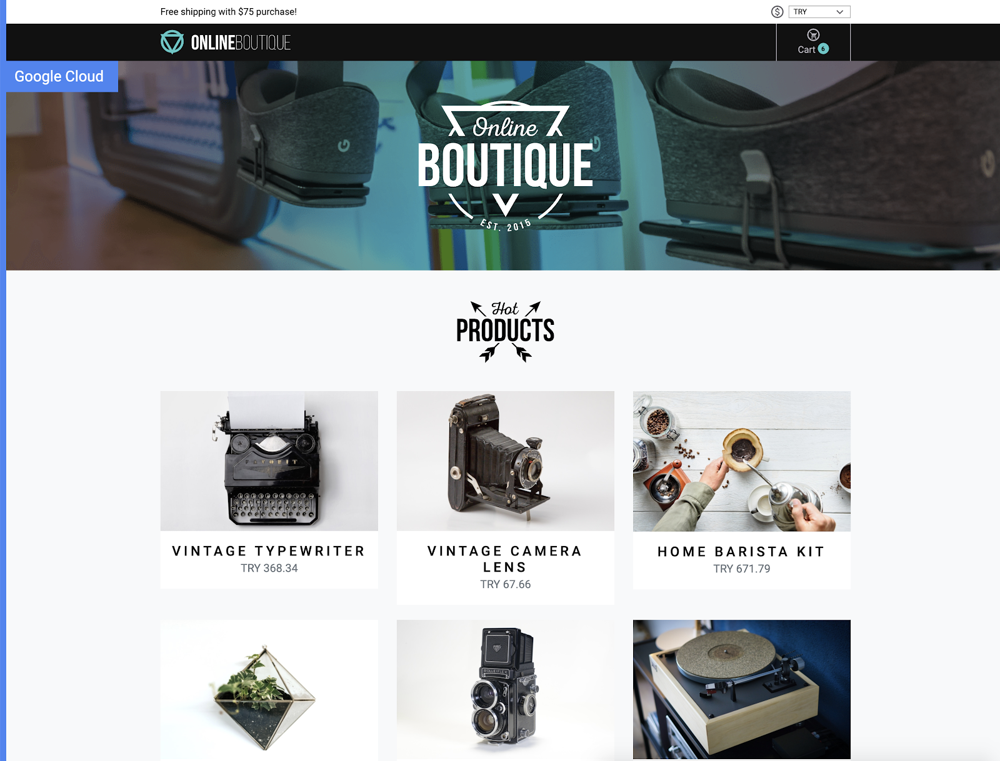 Free shipping with $75 purchase!
$ TRY
ONLINEBOUTIQUE
Cart 6
Google Cloud
Online
BOUTIQUE
EST. 2015
Hot
PRODUCTS
VINTAGE TYPEWRITER
TRY 368.34
VINTAGE CAMERA
LENS
TRY 67.66
HOME BARISTA KIT
TRY 671.79
ROLLEIFLEX